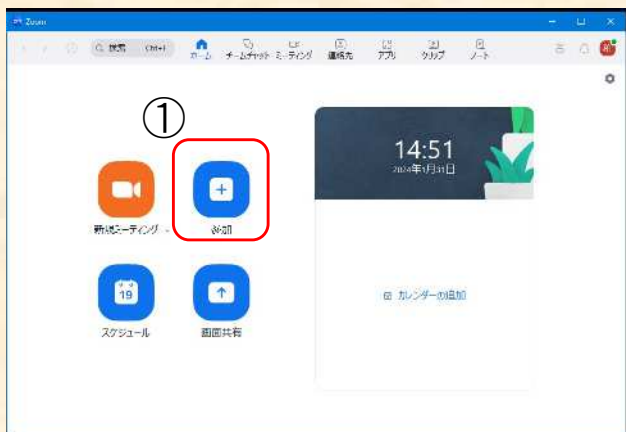 Zoom
検索 Ctrl+F
ホーム チームチャット ミーティング 連絡先 アプリ クリップ ノート
①
14:51
2024年1月31日
新規ミーティング 参加
19
カレンダーの追加
スケジュール 画面共有